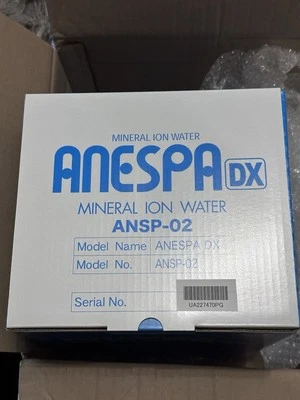 MINERAL ION WATER
ANESPA DX
MINERAL ION WATER
ANSP-02
Model Name ANESPA DX
Model No. ANSP-02
Serial No. UA227470PG